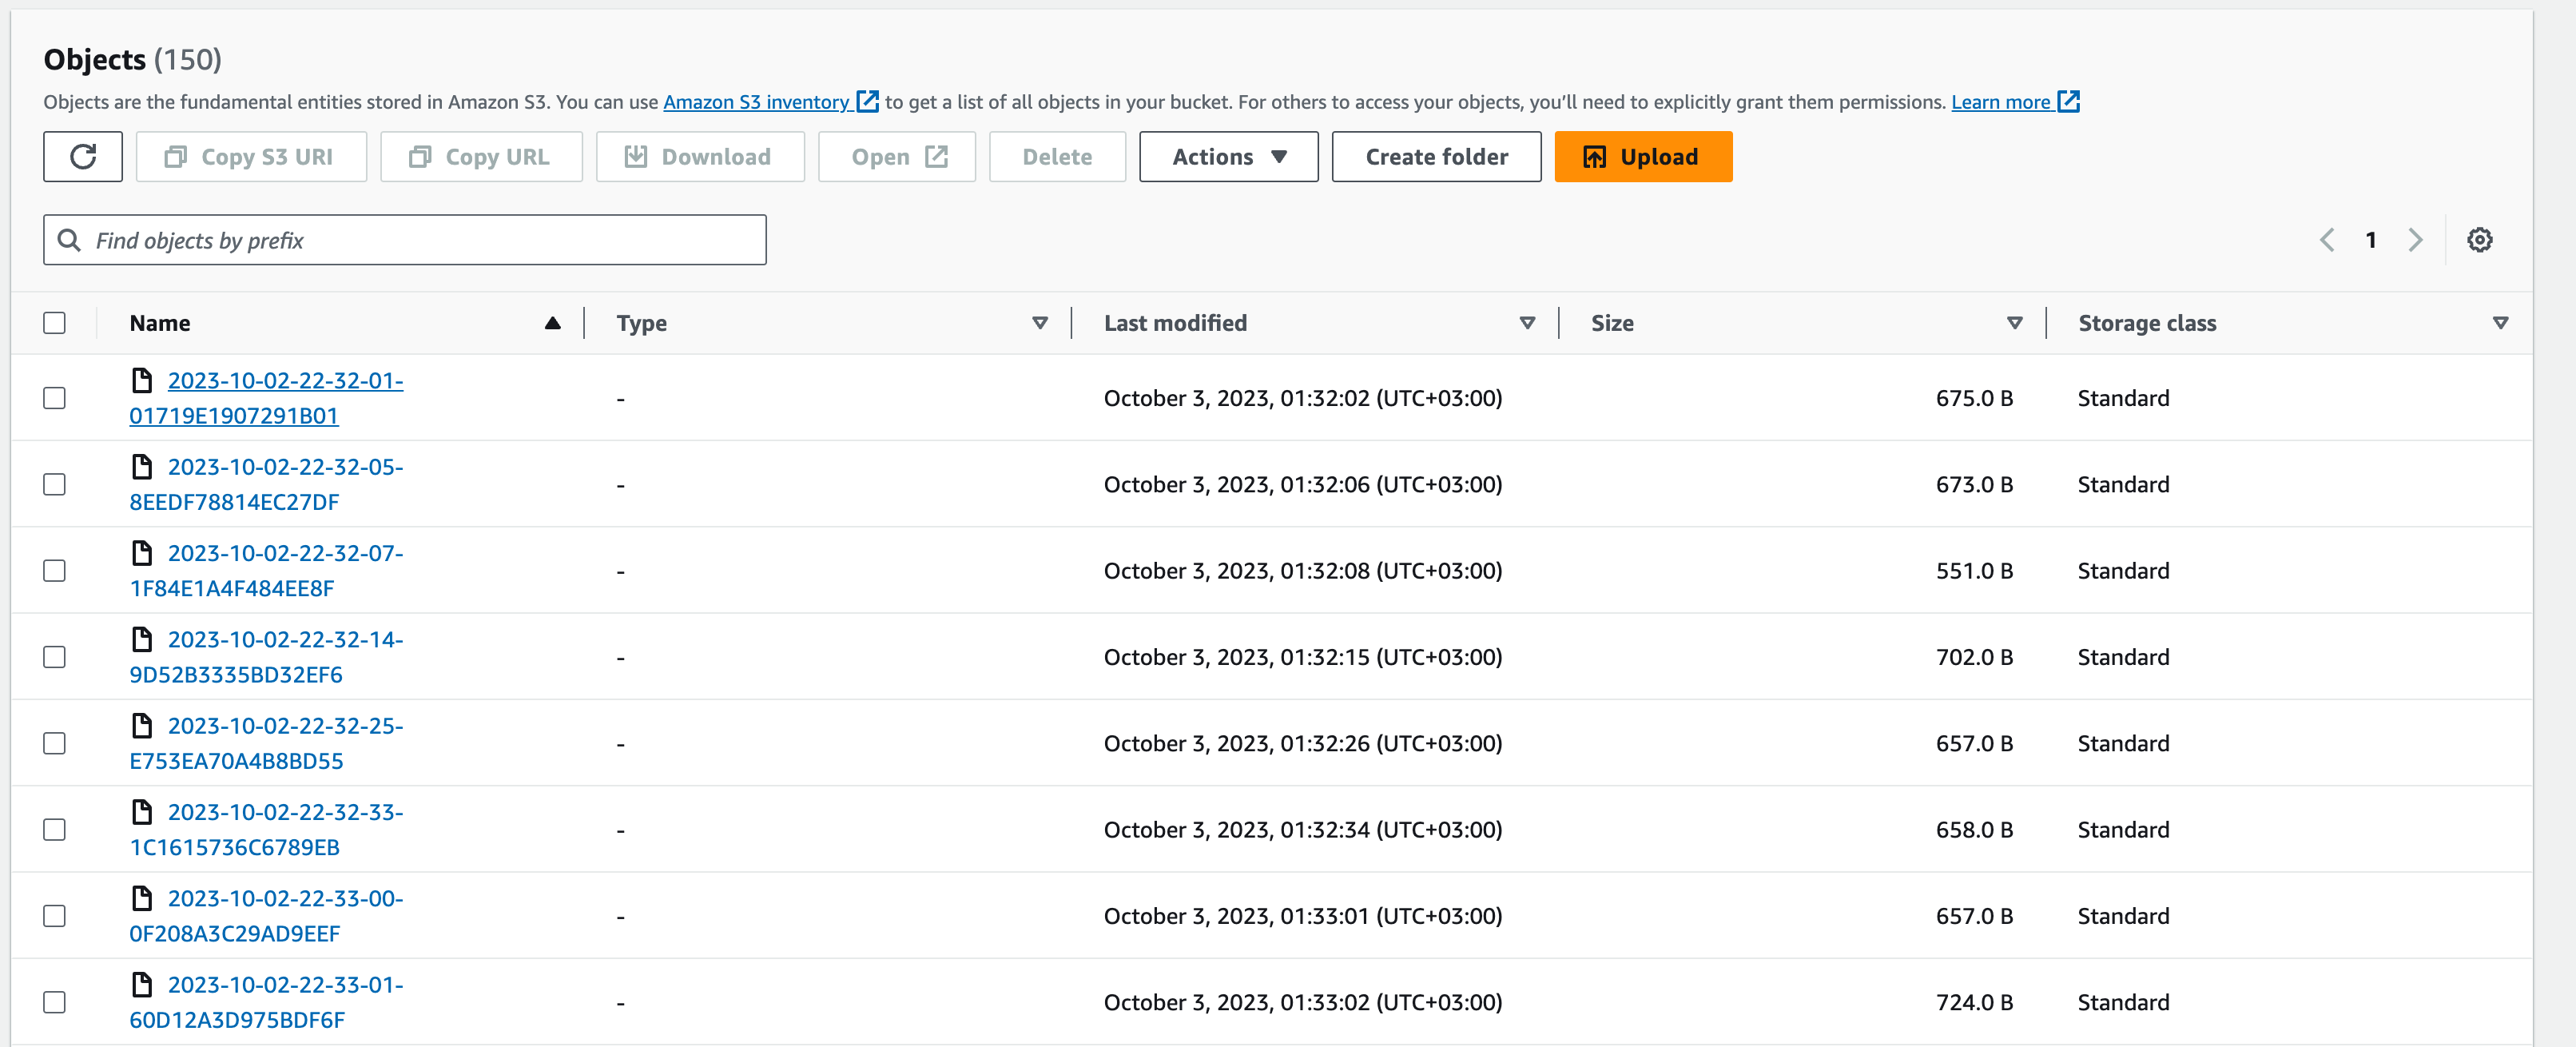 Objects (150)
Objects are the fundamental entities stored in Amazon S3. You can use Amazon S3 inventory to get a list of all objects in your bucket. For others to access your objects, you'll need to explicitly grant them permissions. Learn more
Copy S3 URI Copy URL Download Open Delete Actions Create folder Upload
Find objects by prefix 1
Name Type Last modified Size Storage class
2023-10-02-22-32-01-
01719E1907291B01 - October 3, 2023, 01:32:02 (UTC+03:00) 675.0 B Standard
2023-10-02-22-32-05-
8EEDF78814EC27DF - October 3, 2023, 01:32:06 (UTC+03:00) 673.0 B Standard
2023-10-02-22-32-07-
1F84E1A4F484EE8F - October 3, 2023, 01:32:08 (UTC+03:00) 551.0 B Standard
2023-10-02-22-32-14-
9D52B3335BD32EF6 - October 3, 2023, 01:32:15 (UTC+03:00) 702.0 B Standard
2023-10-02-22-32-25-
E753EA70A4B8BD55 - October 3, 2023, 01:32:26 (UTC+03:00) 657.0 B Standard
2023-10-02-22-32-33-
1C1615736C6789EB - October 3, 2023, 01:32:34 (UTC+03:00) 658.0 B Standard
2023-10-02-22-33-00-
0F208A3C29AD9EEF - October 3, 2023, 01:33:01 (UTC+03:00) 657.0 B Standard
2023-10-02-22-33-01-
60D12A3D975BDF6F - October 3, 2023, 01:33:02 (UTC+03:00) 724.0 B Standard